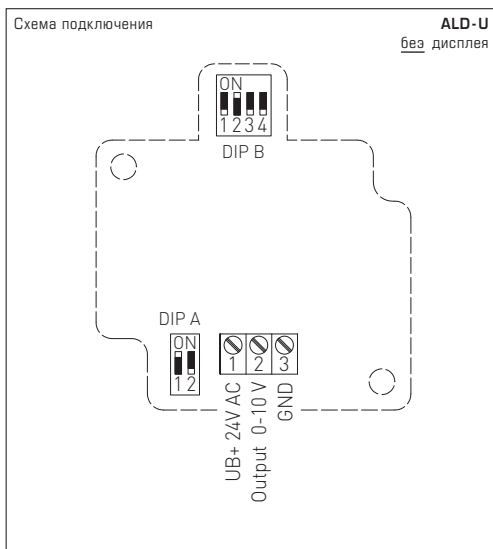 Схема подключения
ALD-U
без дисплея
ON
1 2 3 4
DIP B
DIP A
ON
1 2
1 2 3
UB+ 24V AC
Output 0-10 V
GND